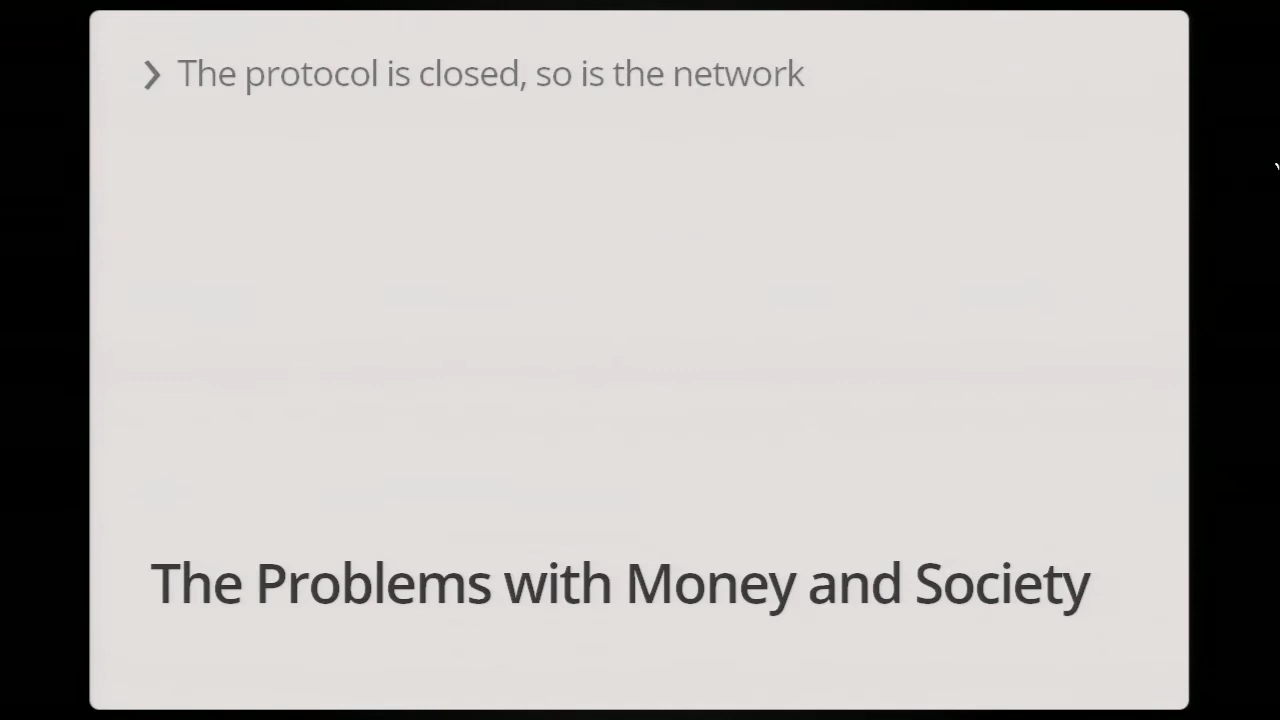 The protocol is closed, so is the network
The Problems with Money and Society